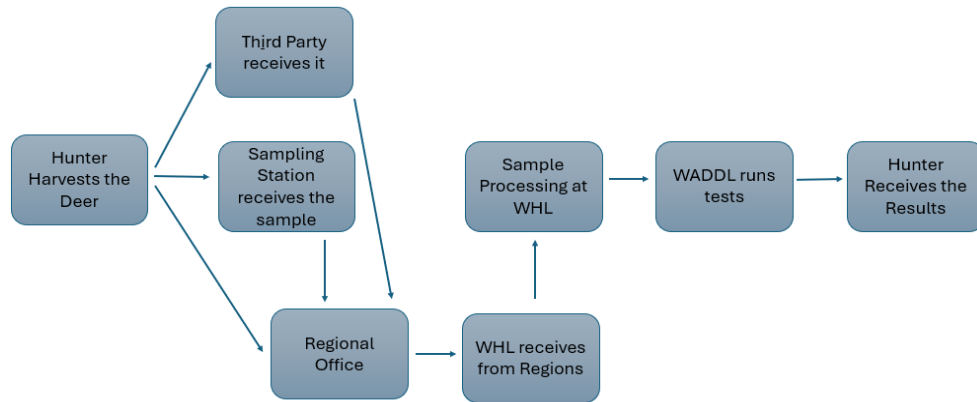 Third Party
receives it
Hunter
Harvests the
Deer
Sampling
Station
receives the
sample
Sample
Processing at
WHL
WADDL runs
tests
Hunter
Receives the
Results
Regional
Office
WHL receives
from Regions